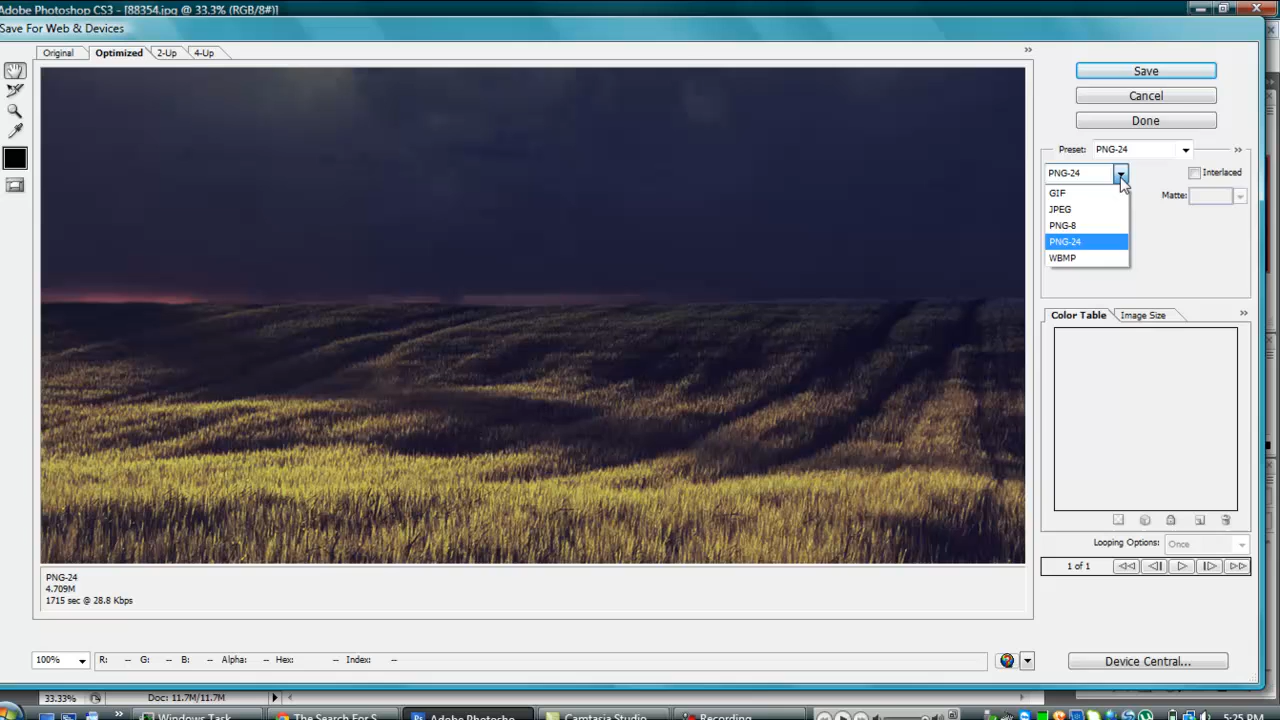 Adobe Photoshop CS3 - [88354.jpg @ 33.3% (RGB/8#)]
Save For Web & Devices
Original Optimized 2-Up 4-Up
Save
Cancel
Done
Preset: PNG-24
PNG-24
Interlaced
GIF
Matte:
JPEG
PNG-8
PNG-24
WBMP
Color Table Image Size
Looping Options: Once
1 of 1
PNG-24
4.709M
1715 sec @ 28.8 Kbps
100% R: -- G: -- B: -- Alpha: -- Hex: -- Index: --
Device Central...
33.33% Doc: 11.7M/11.7M
Windows Task The Search For S Adobe Photosho Camtasia Studio Recording 5:25 PM